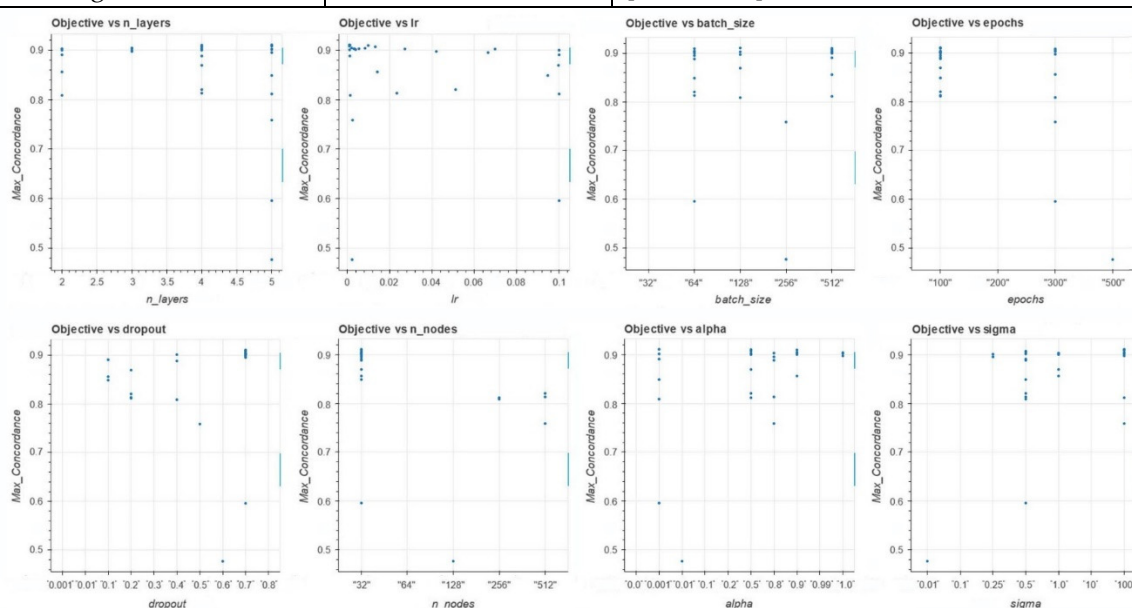 Objective vs n_layers
Max_Concordance
0.9
0.8
0.7
0.6
0.5
2 2.5 3 3.5 4 4.5 5
n_layers
Objective vs lr
Max_Concordance
0.9
0.8
0.7
0.6
0.5
0 0.02 0.04 0.06 0.08 0.1
lr
Objective vs batch_size
Max_Concordance
0.9
0.8
0.7
0.6
0.5
"32" "64" "128" "256" "512"
batch_size
Objective vs epochs
Max_Concordance
0.9
0.8
0.7
0.6
0.5
"100" "200" "300" "500"
epochs
Objective vs dropout
Max_Concordance
0.9
0.8
0.7
0.6
0.5
"0.001" "0.01" "0.1" "0.2" "0.3" "0.4" "0.5" "0.6" "0.7" "0.8"
dropout
Objective vs n_nodes
Max_Concordance
0.9
0.8
0.7
0.6
0.5
"32" "64" "128" "256" "512"
n_nodes
Objective vs alpha
Max_Concordance
0.9
0.8
0.7
0.6
0.5
"0.0" "0.001" "0.01" "0.1" "0.2" "0.5" "0.8" "0.9" "0.99" "1.0"
alpha
Objective vs sigma
Max_Concordance
0.9
0.8
0.7
0.6
0.5
"0.01" "0.1" "0.25" "0.5" "1.0" "10" "100
sigma